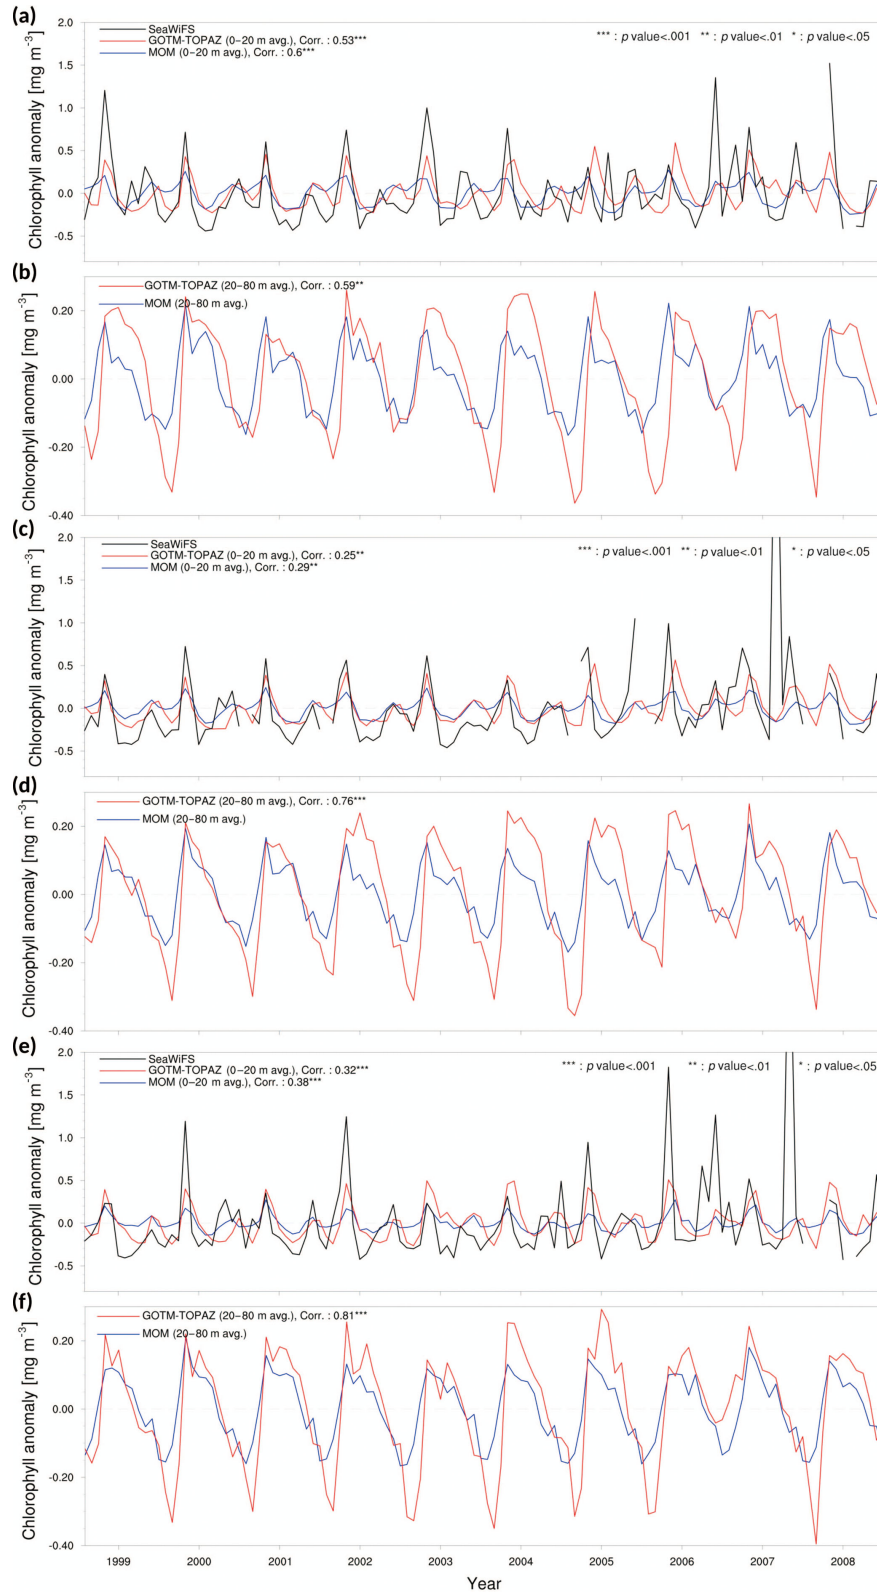 (a)
Chlorophyll anomaly [mg m⁻³]
2.0
1.5
1.0
0.5
0.0
-0.5
SeaWiFS
GOTM-TOPAZ (0-20 m avg.), Corr. : 0.53***
MOM (0-20 m avg.), Corr. : 0.6***
*** : p value<.001 ** : p value<.01 * : p value<.05
(b)
Chlorophyll anomaly [mg m⁻³]
0.20
0.00
-0.20
-0.40
GOTM-TOPAZ (20-80 m avg.), Corr. : 0.59**
MOM (20-80 m avg.)
(c)
Chlorophyll anomaly [mg m⁻³]
2.0
1.5
1.0
0.5
0.0
-0.5
SeaWiFS
GOTM-TOPAZ (0-20 m avg.), Corr. : 0.25**
MOM (0-20 m avg.), Corr. : 0.29**
*** : p value<.001 ** : p value<.01 * : p value<.05
(d)
Chlorophyll anomaly [mg m⁻³]
0.20
0.00
-0.20
-0.40
GOTM-TOPAZ (20-80 m avg.), Corr. : 0.76***
MOM (20-80 m avg.)
(e)
Chlorophyll anomaly [mg m⁻³]
2.0
1.5
1.0
0.5
0.0
-0.5
SeaWiFS
GOTM-TOPAZ (0-20 m avg.), Corr. : 0.32***
MOM (0-20 m avg.), Corr. : 0.38***
*** : p value<.001 ** : p value<.01 * : p value<.05
(f)
Chlorophyll anomaly [mg m⁻³]
0.20
0.00
-0.20
-0.40
GOTM-TOPAZ (20-80 m avg.), Corr. : 0.81***
MOM (20-80 m avg.)
1999 2000 2001 2002 2003 2004 2005 2006 2007 2008
Year